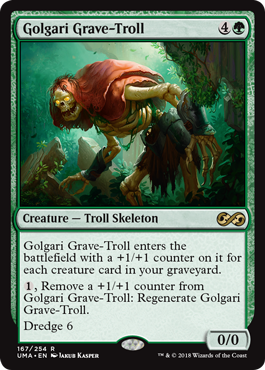 Golgari Grave-Troll 4
Creature — Troll Skeleton
Golgari Grave-Troll enters the
battlefield with a +1/+1 counter on it for
each creature card in your graveyard.
1, Remove a +1/+1 counter from
Golgari Grave-Troll: Regenerate Golgari
Grave-Troll.
Dredge 6
0/0
167/254 R
UMA • EN Jakub Kasper
™ & © 2018 Wizards of the Coast